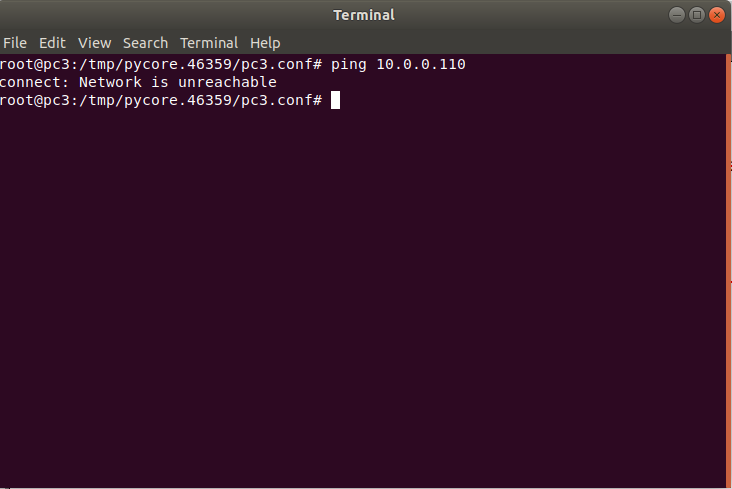 Terminal
File Edit View Search Terminal Help
root@pc3:/tmp/pycore.46359/pc3.conf# ping 10.0.0.110
connect: Network is unreachable
root@pc3:/tmp/pycore.46359/pc3.conf#